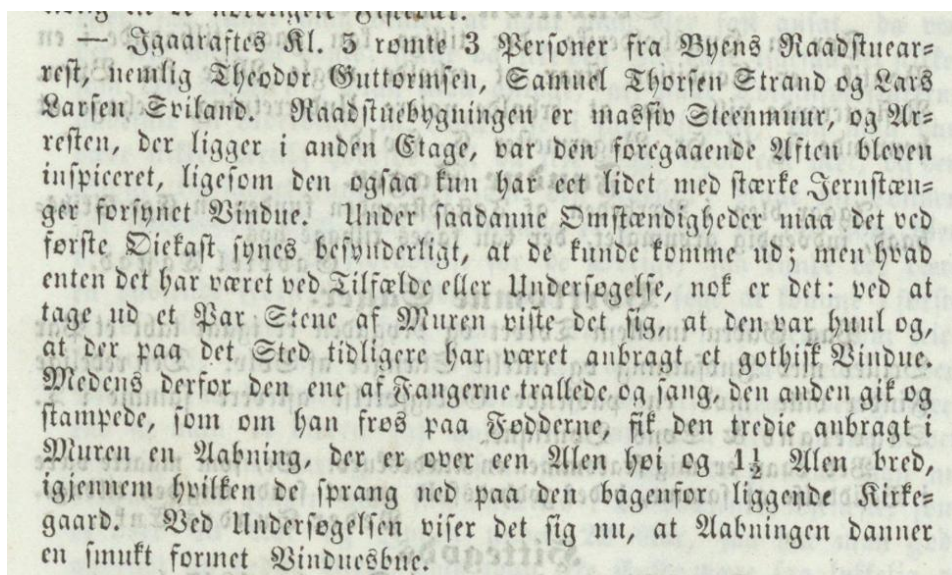 — Igaaraftes Kl. 5 rømte 3 Personer fra Byens Raadstuear-
rest, nemlig Theodor Guttormsen, Samuel Thorsen Strand og Lars
Larsen Sviland. Raadstuebygningen er massiv Steenmuur, og Ar-
resten, der ligger i anden Etage, var den foregaaende Aften bleven
inspiceret, ligesom den ogsaa kun har eet lidet med stærke Jernstæn-
ger forsynet Vindue. Under saadanne Omstændigheder maa det ved
første Øiekast synes besynderligt, at de kunde komme ud; men hvad
enten det har været ved Tilfælde eller Undersøgelse, nok er det: ved at
tage ud et Par Stene af Muren viste det sig, at den var huul og,
at der paa det Sted tidligere har været anbragt et gothisk Vindue.
Medens derfor den ene af Fangerne trallede og sang, den anden gik og
stampede, som om han frøs paa Fødderne, fik den tredie anbragt i
Muren en Aabning, der er over een Alen høi og 1½ Alen bred,
igjennem hvilken de sprang ned paa den bagenfor liggende Kirke-
gaard. Ved Undersøgelsen viser det sig nu, at Aabningen danner
en smukt formet Vinduesbue.